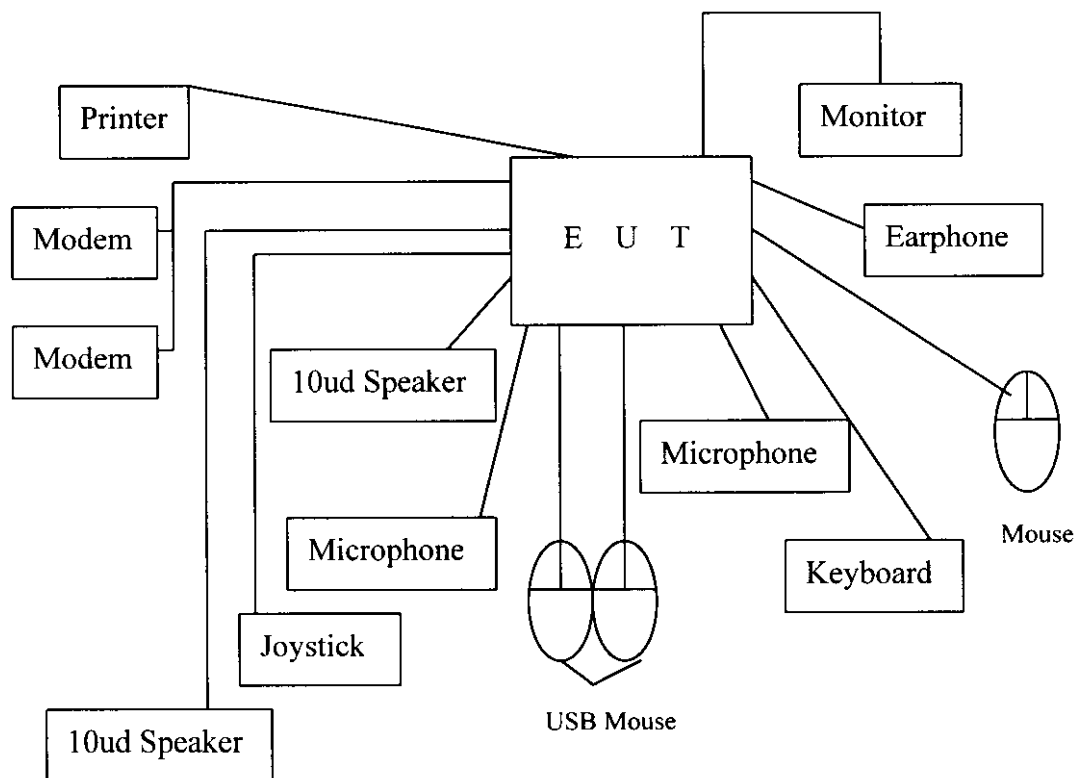 Printer
Monitor
Modem
E U T
Earphone
Modem
10ud Speaker
Microphone
Mouse
Microphone
Keyboard
Joystick
USB Mouse
10ud Speaker